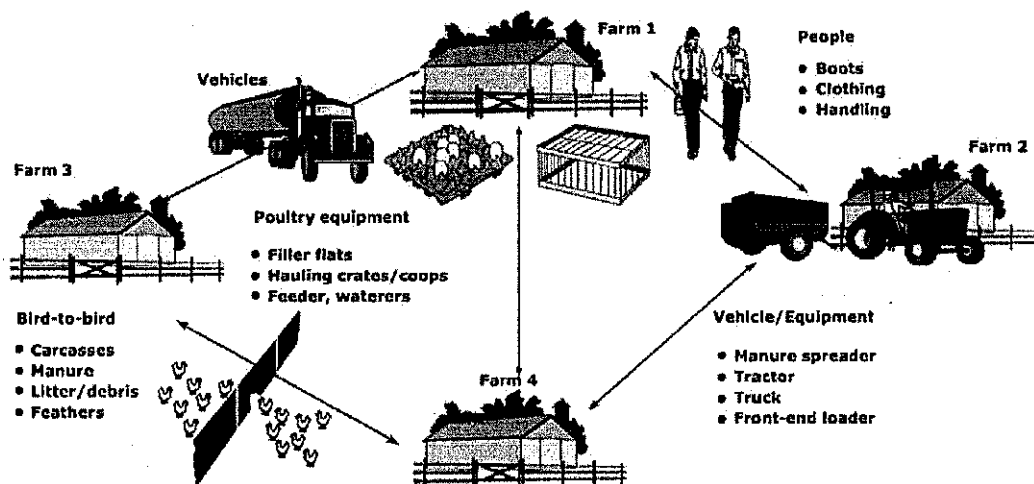 Farm 1
People
• Boots
• Clothing
• Handling
Vehicles
Farm 2
Farm 3
Poultry equipment
• Filler flats
• Hauling crates/coops
• Feeder, waterers
Bird-to-bird
• Carcasses
• Manure
• Litter/debris
• Feathers
Vehicle/Equipment
• Manure spreader
• Tractor
• Truck
• Front-end loader
Farm 4